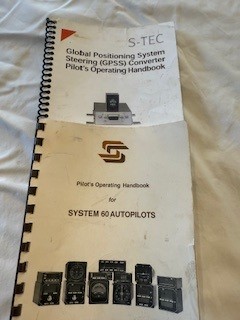 S-TEC
Global Positioning System
Steering (GPSS) Converter
Pilot's Operating Handbook
Pilot's Operating Handbook
for
SYSTEM 60 AUTOPILOTS